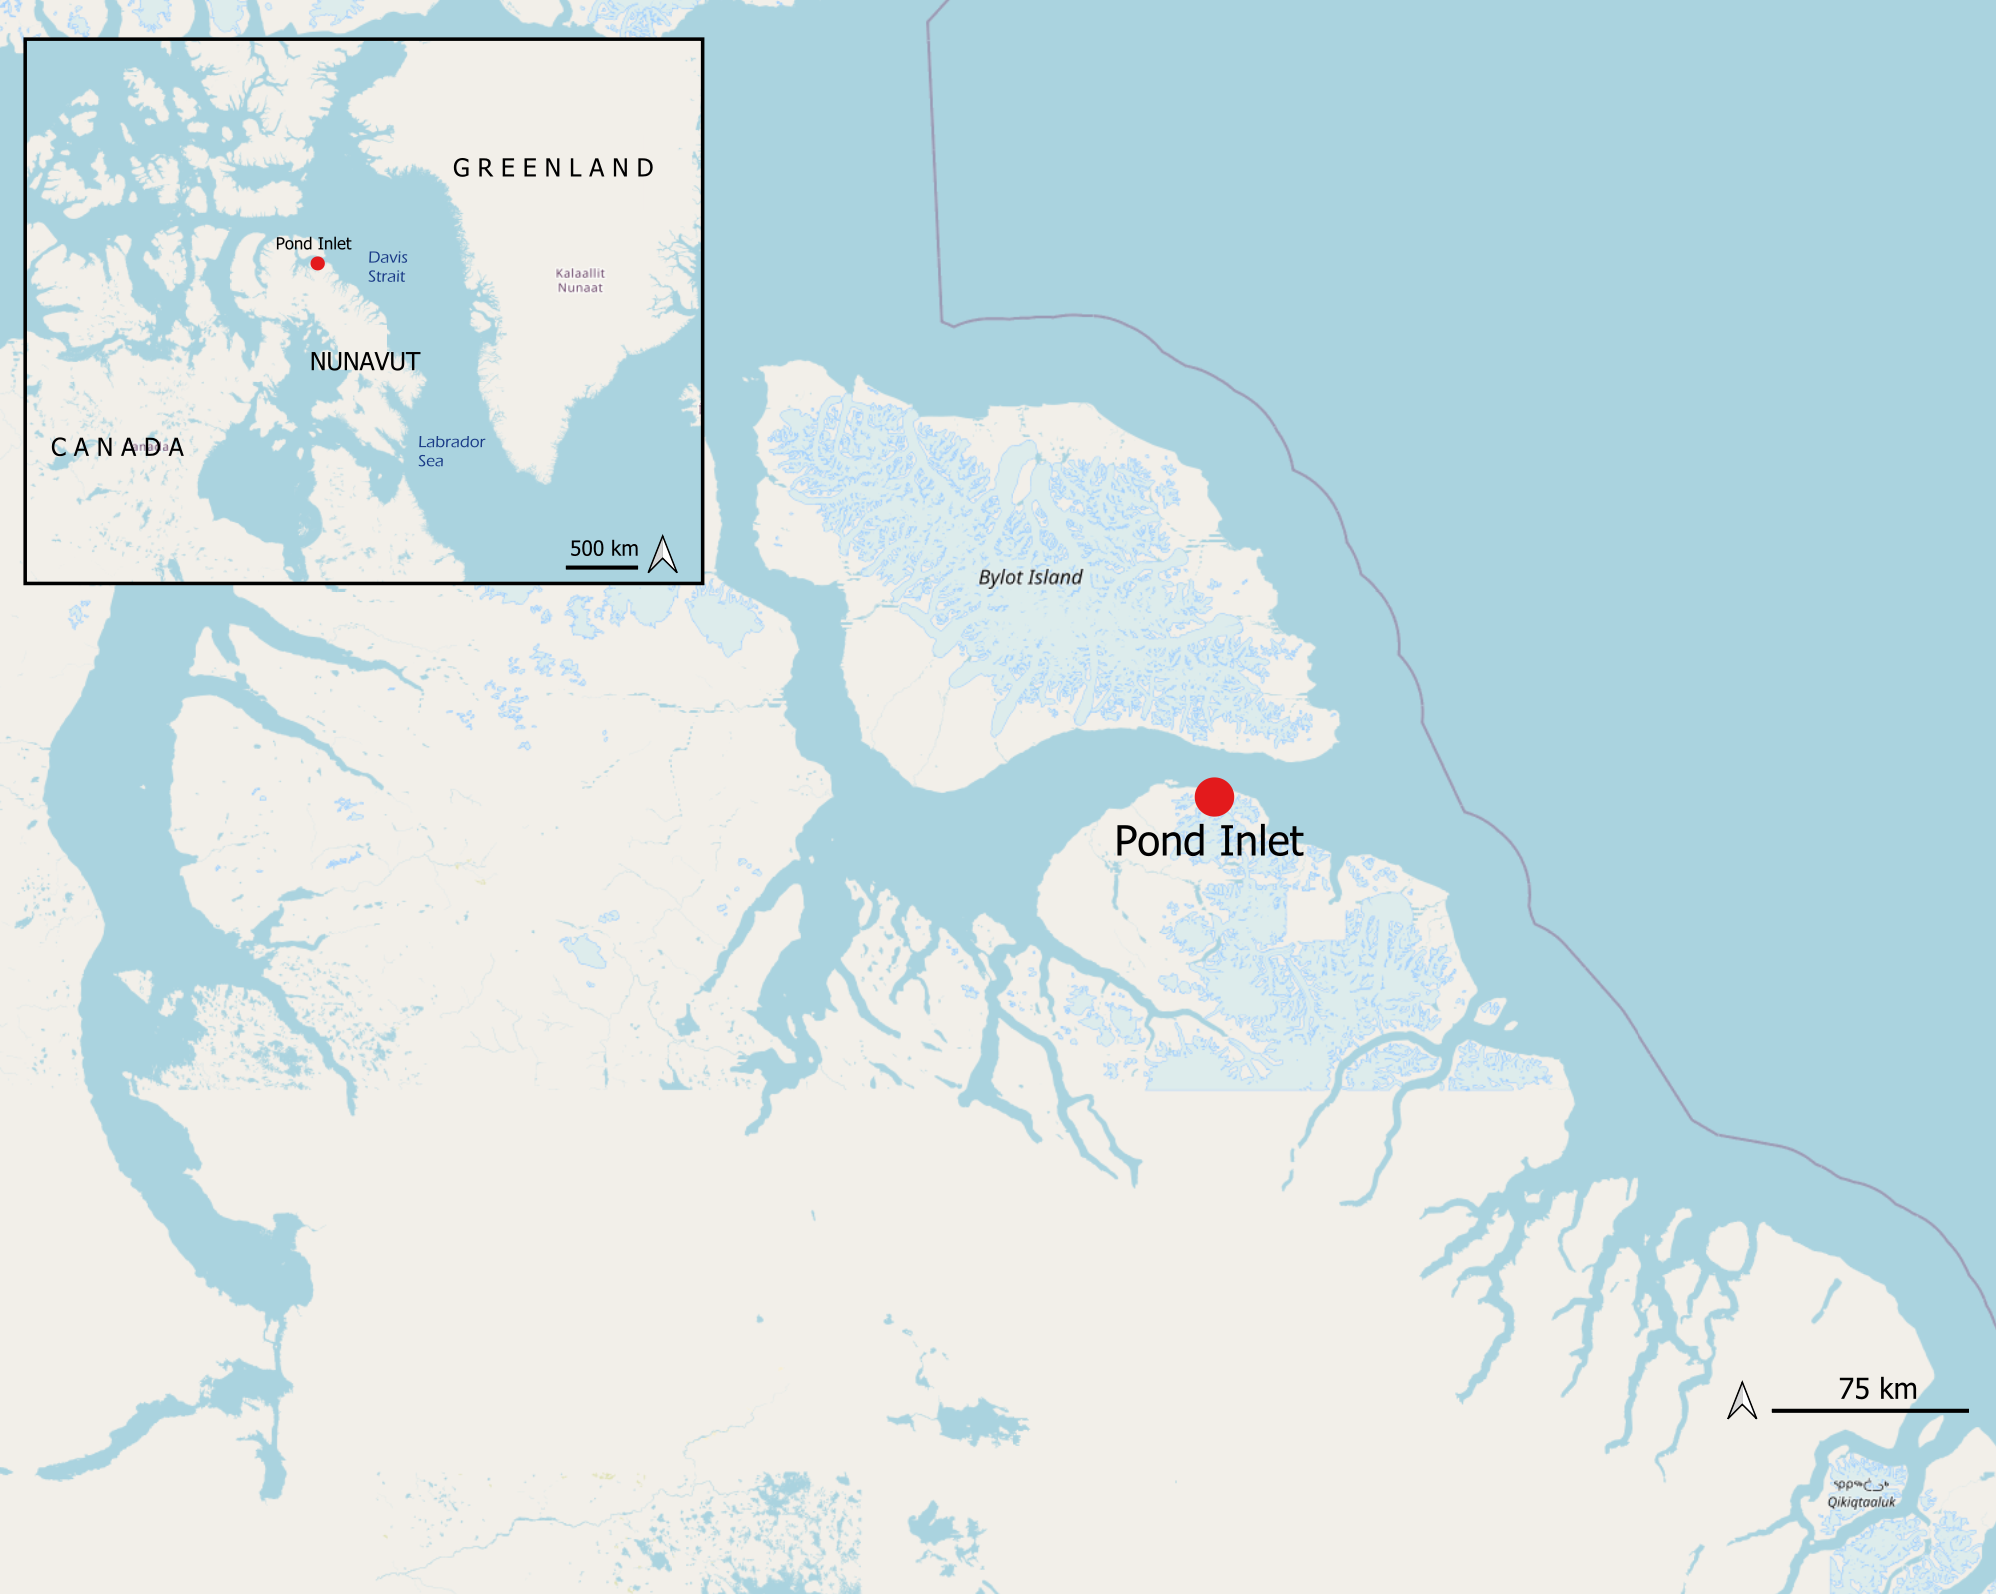 GREENLAND
Pond Inlet
Davis
Strait
Kalaallit
Nunaat
NUNAVUT
CANADA
Labrador
Sea
500 km
Bylot Island
Pond Inlet
75 km
Qikiqtaaluk